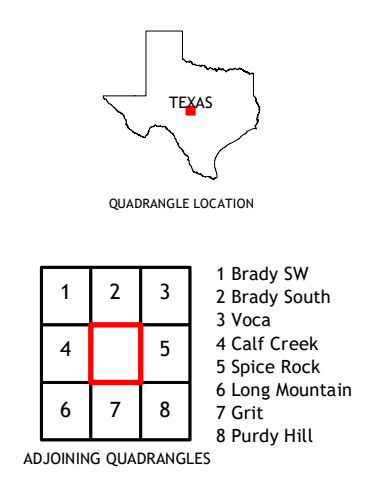 TEXAS
QUADRANGLE LOCATION
1 2 3
4 5
6 7 8
1 Brady SW
2 Brady South
3 Voca
4 Calf Creek
5 Spice Rock
6 Long Mountain
7 Grit
8 Purdy Hill
ADJOINING QUADRANGLES